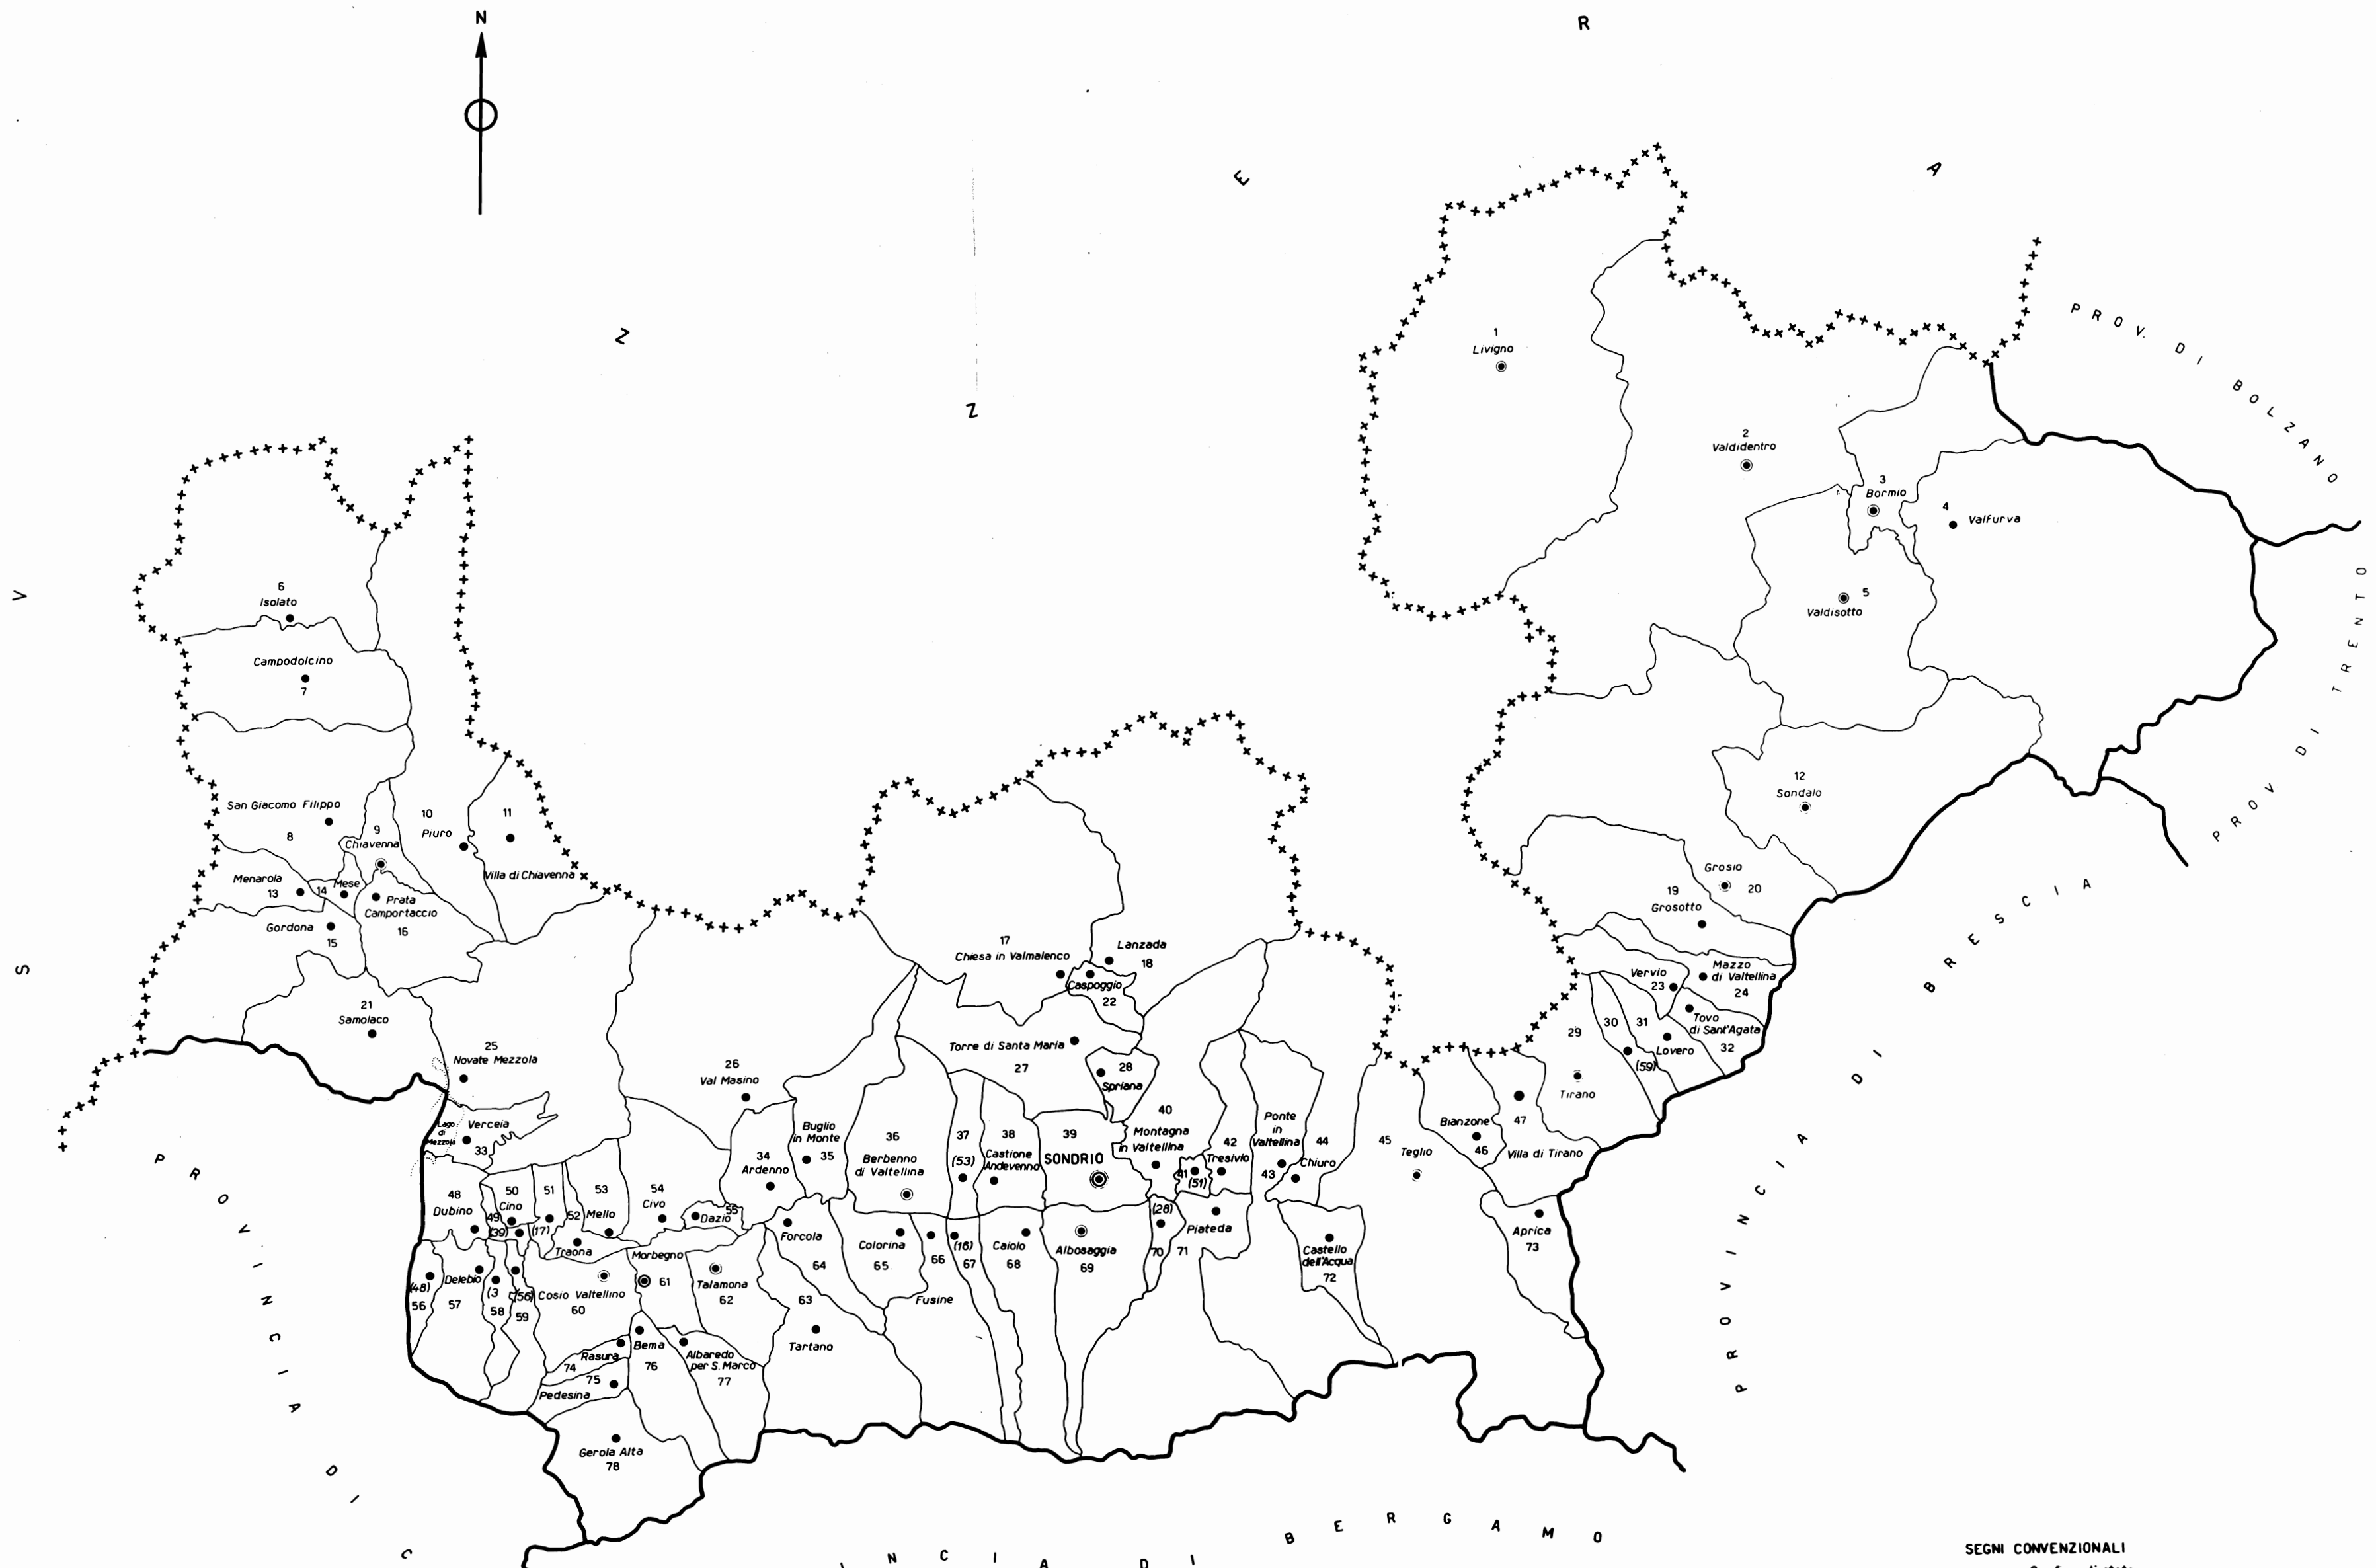 N
S
V
I
Z
Z
E
R
A
PROV. DI BOLZANO
PROV DI TRENTO
PROVINCIA DI BRESCIA
PROVINCIA DI C
INCIA DI BERGAMO
1
Livigno
2
Valdidentro
3
Bormio
4
Valfurva
5
Valdisotto
6
Isolato
Campodolcino
7
San Giacomo Filippo
8
9
Chiavenna
10
Piuro
11
Villa di Chiavenna
12
Sondalo
Menarola
13
14
Mese
Prata
Camportaccio
16
Gordona
15
17
Chiesa in Valmalenco
Lanzada
18
Caspoggio
22
Grosio
20
19
Grosotto
21
Samolaco
Vervio
23
Mazzo
di Valtellina
24
Tovo
di Sant'Agata
32
30
31
Lovero
(59)
29
Tirano
25
Novate Mezzola
26
Val Masino
Torre di Santa Maria
27
28
Spriana
Lago
di
Mezzola
Verceia
33
34
Ardenno
Buglio
in Monte
35
36
Berbenno
di Valtellina
37
(53)
38
Castione
Andevenno
39
SONDRIO
40
Montagna
in Valtellina
41
(51)
42
Tresivio
Ponte
in
Valtellina
43
44
Chiuro
45
Teglio
Bianzone
46
47
Villa di Tirano
48
Dubino
49
(39)
50
Cino
51
(17)
52
Traona
53
Mello
54
Civo
55
Dazio
(48)
56
Delebio
57
(3
58
(56)
59
Cosio Valtellino
60
Morbegno
61
Talamona
62
63
Tartano
Forcola
64
Colorina
65
66
Fusine
(16)
67
Caiolo
68
Albosaggia
69
(28)
70
Piateda
71
Castello
dell'Acqua
72
Aprica
73
Rasura
74
75
Pedesina
Bema
76
Albaredo
per S. Marco
77
Gerola Alta
78
SEGNI CONVENZIONALI